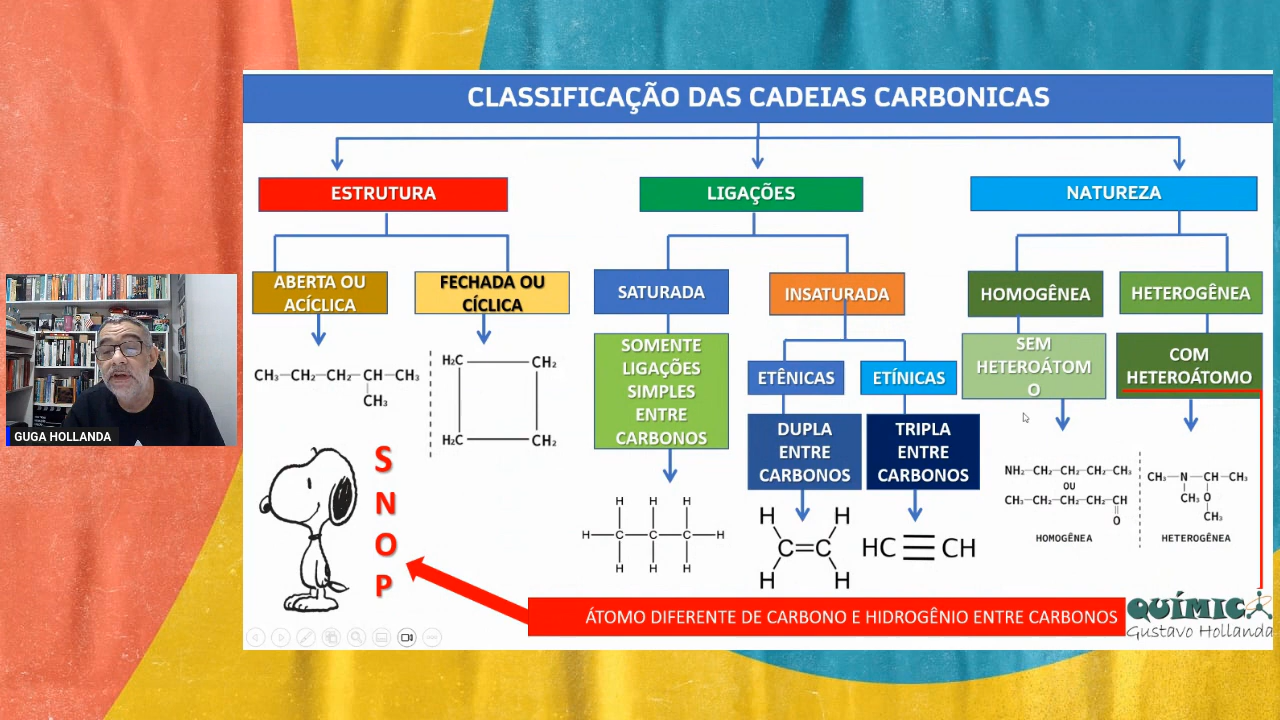 CLASSIFICAÇÃO DAS CADEIAS CARBONICAS
ESTRUTURA
LIGAÇÕES
NATUREZA
ABERTA OU
ACÍCLICA
FECHADA OU
CÍCLICA
SATURADA
INSATURADA
HOMOGÊNEA
HETEROGÊNEA
SOMENTE
LIGAÇÕES
SIMPLES
ENTRE
CARBONOS
ETÊNICAS
ETÍNICAS
SEM
HETEROÁTOM
O
COM
HETEROÁTOMO
DUPLA
ENTRE
CARBONOS
TRIPLA
ENTRE
CARBONOS
CH₃—CH₂—CH₂—CH—CH₃
CH₃
H₂C CH₂
H₂C CH₂
S
N
O
P
H H H
H—C—C—C—H
H H H
H H
C=C
H H
HC≡CH
NH₂—CH₂—CH₂—CH₂—CH₃
OU
CH₃—CH₂—CH₂—CH₂—CH
O
HOMOGÊNEA
CH₃—N—CH—CH₃
CH₃ O
CH₃
HETEROGÊNEA
ÁTOMO DIFERENTE DE CARBONO E HIDROGÊNIO ENTRE CARBONOS
QUÍMICA
Gustavo Hollanda
GUGA HOLLANDA